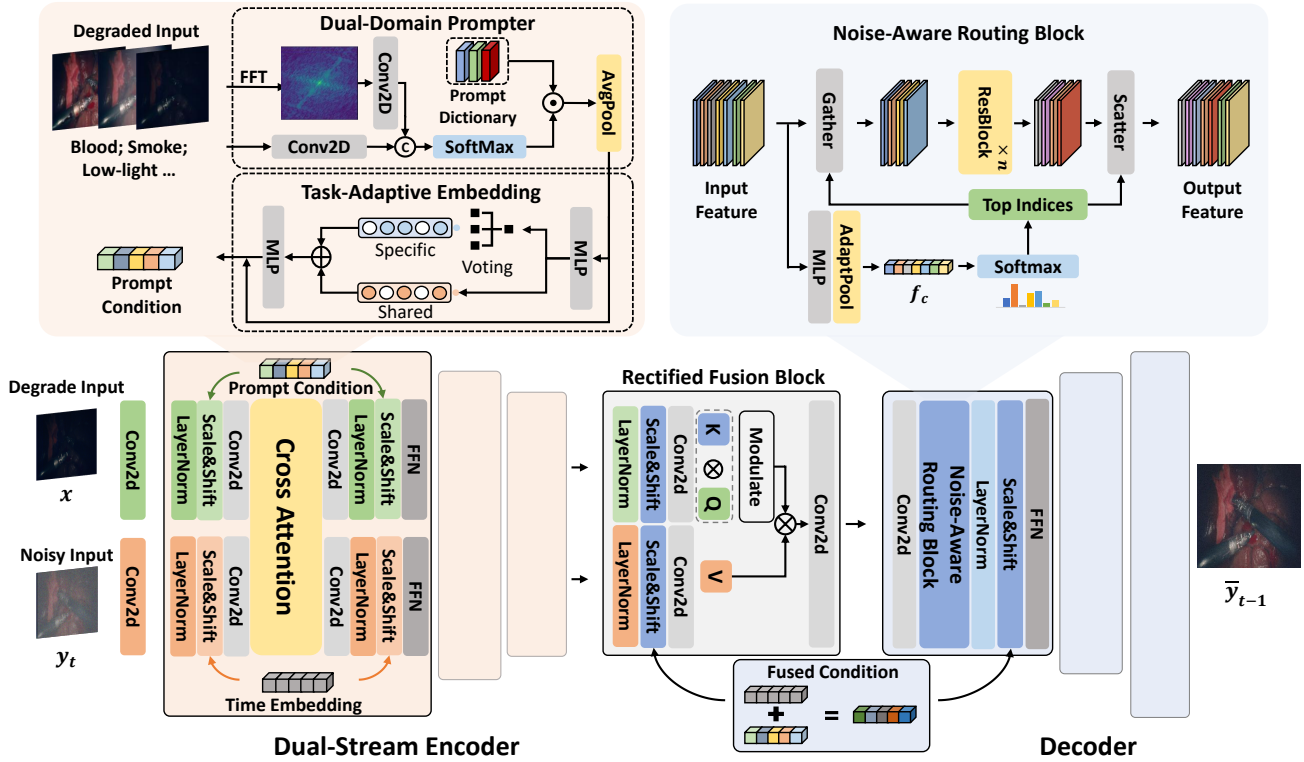 Dual-Domain Prompter
Degraded Input
FFT
Conv2D
Prompt
Dictionary
AvgPool
Blood; Smoke;
Low-light ...
Conv2D
C
SoftMax
Task-Adaptive Embedding
MLP
Specific
Voting
Shared
MLP
Prompt
Condition
Noise-Aware Routing Block
Input
Feature
Gather
ResBlock
× n
Scatter
Output
Feature
Top Indices
MLP
AdaptPool
f_c
Softmax
Degrade Input
x
Conv2d
Noisy Input
y_t
Conv2d
Prompt Condition
LayerNorm
Scale&Shift
Conv2d
Cross Attention
Conv2d
LayerNorm
Scale&Shift
FFN
LayerNorm
Scale&Shift
Conv2d
Conv2d
LayerNorm
Scale&Shift
FFN
Time Embedding
Dual-Stream Encoder
Rectified Fusion Block
LayerNorm
Scale&Shift
Conv2d
K
⊗
Q
Modulate
LayerNorm
Scale&Shift
Conv2d
V
Conv2d
Fused Condition
+
=
Conv2d
Noise-Aware
Routing Block
LayerNorm
Scale&Shift
FFN
Decoder
ȳ_{t−1}